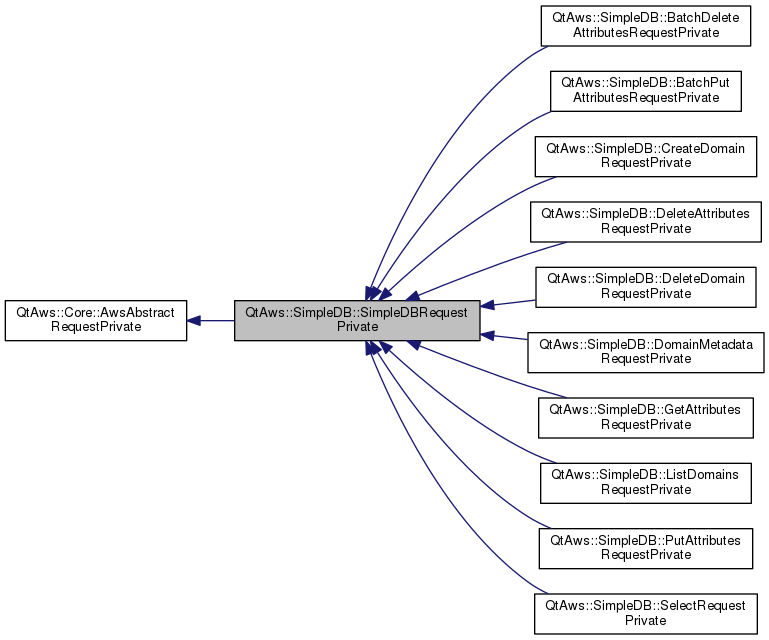 QtAws::Core::AwsAbstract
RequestPrivate
QtAws::SimpleDB::SimpleDBRequest
Private
QtAws::SimpleDB::BatchDelete
AttributesRequestPrivate
QtAws::SimpleDB::BatchPut
AttributesRequestPrivate
QtAws::SimpleDB::CreateDomain
RequestPrivate
QtAws::SimpleDB::DeleteAttributes
RequestPrivate
QtAws::SimpleDB::DeleteDomain
RequestPrivate
QtAws::SimpleDB::DomainMetadata
RequestPrivate
QtAws::SimpleDB::GetAttributes
RequestPrivate
QtAws::SimpleDB::ListDomains
RequestPrivate
QtAws::SimpleDB::PutAttributes
RequestPrivate
QtAws::SimpleDB::SelectRequest
Private